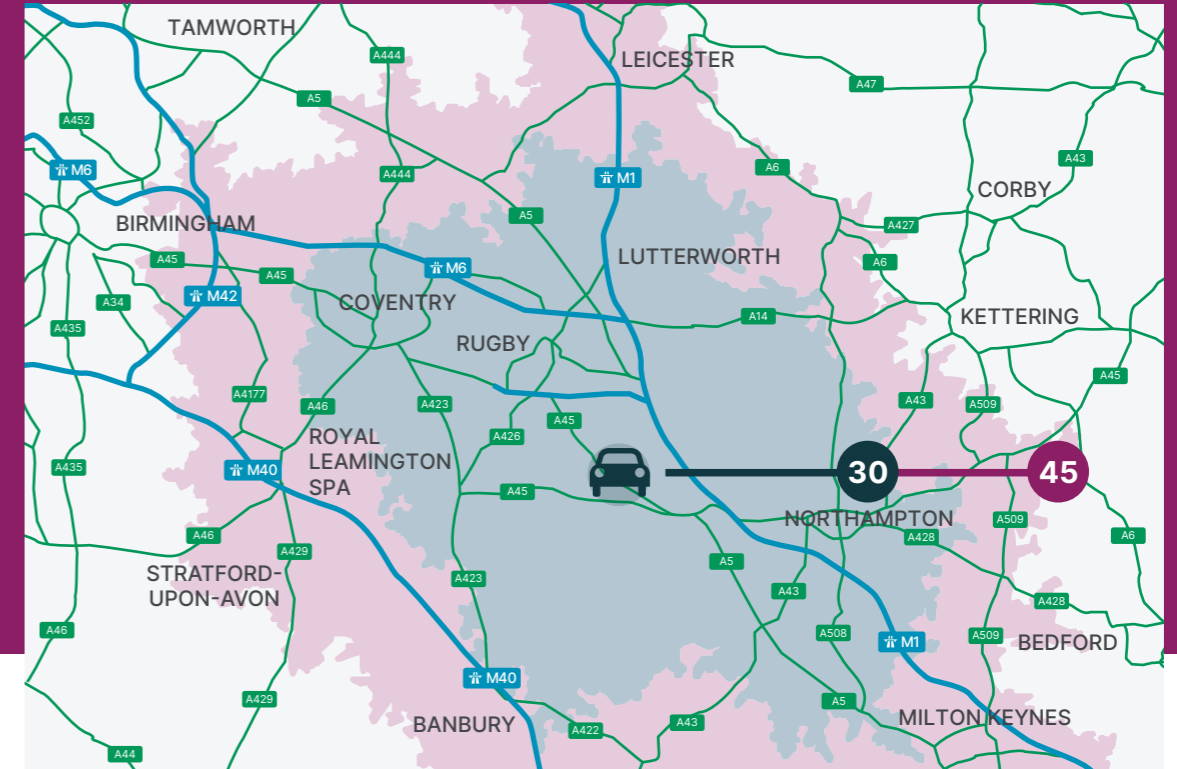 TAMWORTH
A444
LEICESTER
A5
A47
A452
M6
A444
M1
A6
A43
CORBY
BIRMINGHAM
A5
A427
A45
A45
M6
LUTTERWORTH
A6
M42
A34
COVENTRY
A14
KETTERING
A435
RUGBY
A45
A4177
A46
A423
A45
A43
A509
ROYAL
LEAMINGTON
SPA
A426
A435
M40
30
45
A45
NORTHAMPTON
A509
A46
A429
A428
A6
STRATFORD-
UPON-AVON
A423
A5
A43
A428
A46
A508
M1
A509
BEDFORD
M40
A429
A5
BANBURY
A422
A43
MILTON KEYNES
A44